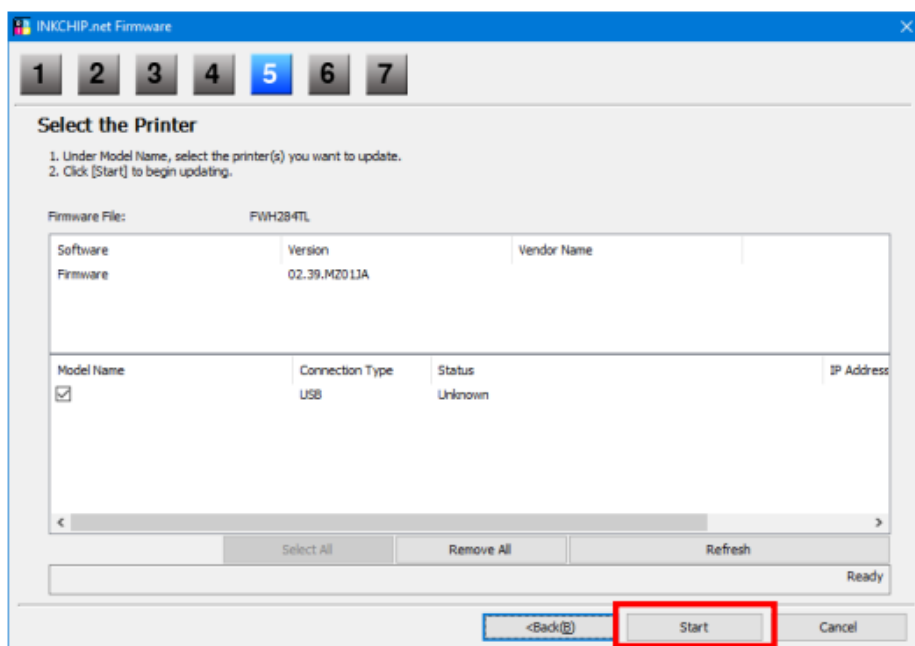 INKCHIP.net Firmware
1 2 3 4 5 6 7
Select the Printer
1. Under Model Name, select the printer(s) you want to update.
2. Click [Start] to begin updating.
Firmware File: FWH284TL
Software Version Vendor Name
Firmware 02.39.MZ01JA
Model Name Connection Type Status IP Address
USB Unknown
Select All Remove All Refresh
Ready
<Back(B) Start Cancel